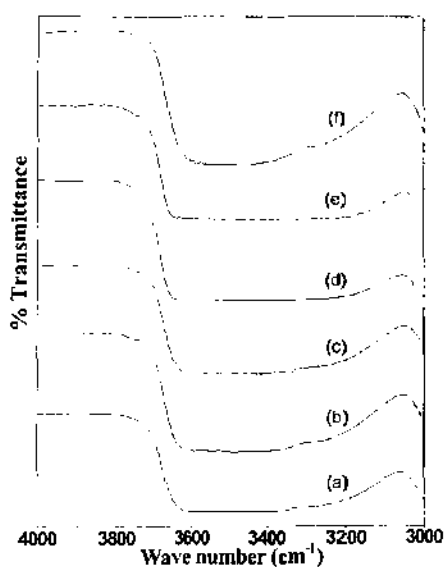 % Transmittance
(f)
(e)
(d)
(c)
(b)
(a)
4000 3800 3600 3400 3200 3000
Wave number (cm⁻¹)